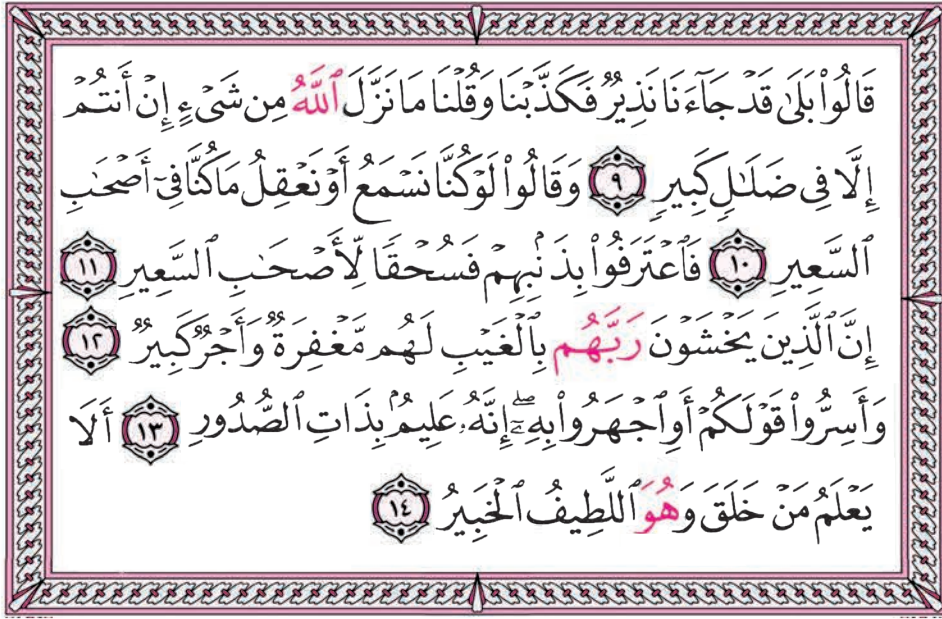 قَالُوا۟ بَلَىٰ قَدۡ جَآءَنَا نَذِيرٌ فَكَذَّبۡنَا وَقُلۡنَا مَا نَزَّلَ ٱللَّهُ مِن شَىۡءٍ إِنۡ أَنتُمۡ
إِلَّا فِى ضَلَـٰلٍ كَبِيرٍ ٩ وَقَالُوا۟ لَوۡ كُنَّا نَسۡمَعُ أَوۡ نَعۡقِلُ مَا كُنَّا فِىٓ أَصۡحَـٰبِ
ٱلسَّعِيرِ ١٠ فَٱعۡتَرَفُوا۟ بِذَنۢبِهِمۡ فَسُحۡقًا لِّأَصۡحَـٰبِ ٱلسَّعِيرِ ١١
إِنَّ ٱلَّذِينَ يَخۡشَوۡنَ رَبَّهُم بِٱلۡغَيۡبِ لَهُم مَّغۡفِرَةٌ وَأَجۡرٌ كَبِيرٌ ١٢
وَأَسِرُّوا۟ قَوۡلَكُمۡ أَوِ ٱجۡهَرُوا۟ بِهِۦٓۖ إِنَّهُۥ عَلِيمُۢ بِذَاتِ ٱلصُّدُورِ ١٣ أَلَا
يَعۡلَمُ مَنۡ خَلَقَ وَهُوَ ٱللَّطِيفُ ٱلۡخَبِيرُ ١٤